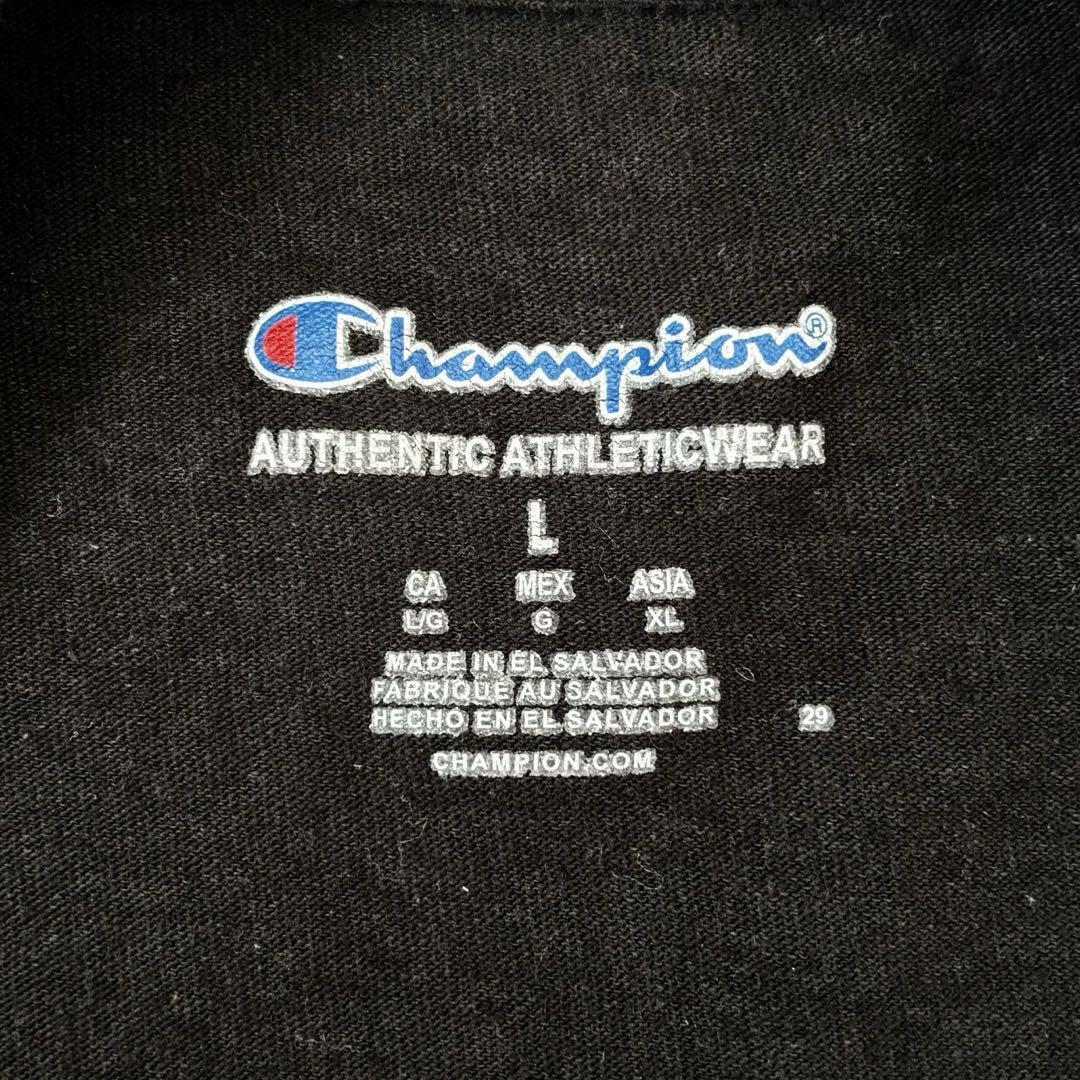 Champion®
AUTHENTIC ATHLETICWEAR
L
CA MEX ASIA
L/G G XL
MADE IN EL SALVADOR
FABRIQUE AU SALVADOR
HECHO EN EL SALVADOR 29
CHAMPION.COM